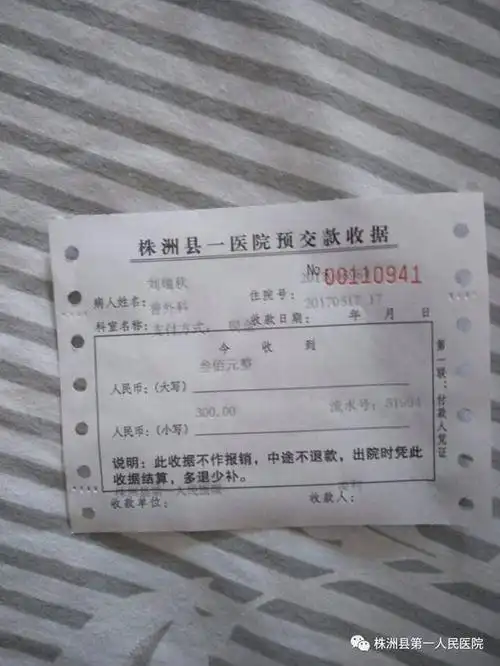 株洲县一医院预交款收据
No 00110941
病人姓名: 刘继秋 住院号:
科室名称: 普外科 收款日期: 20170517 17 年 月 日
支付方式: 现金
今收到
人民币:(大写) 叁佰元整
人民币:(小写) 300.00 流水号:
说明:此收据不作报销,中途不退款,出院时凭此
收据结算,多退少补。
收款单位: 收款人:
第一联:付款人凭证
株洲县第一人民医院